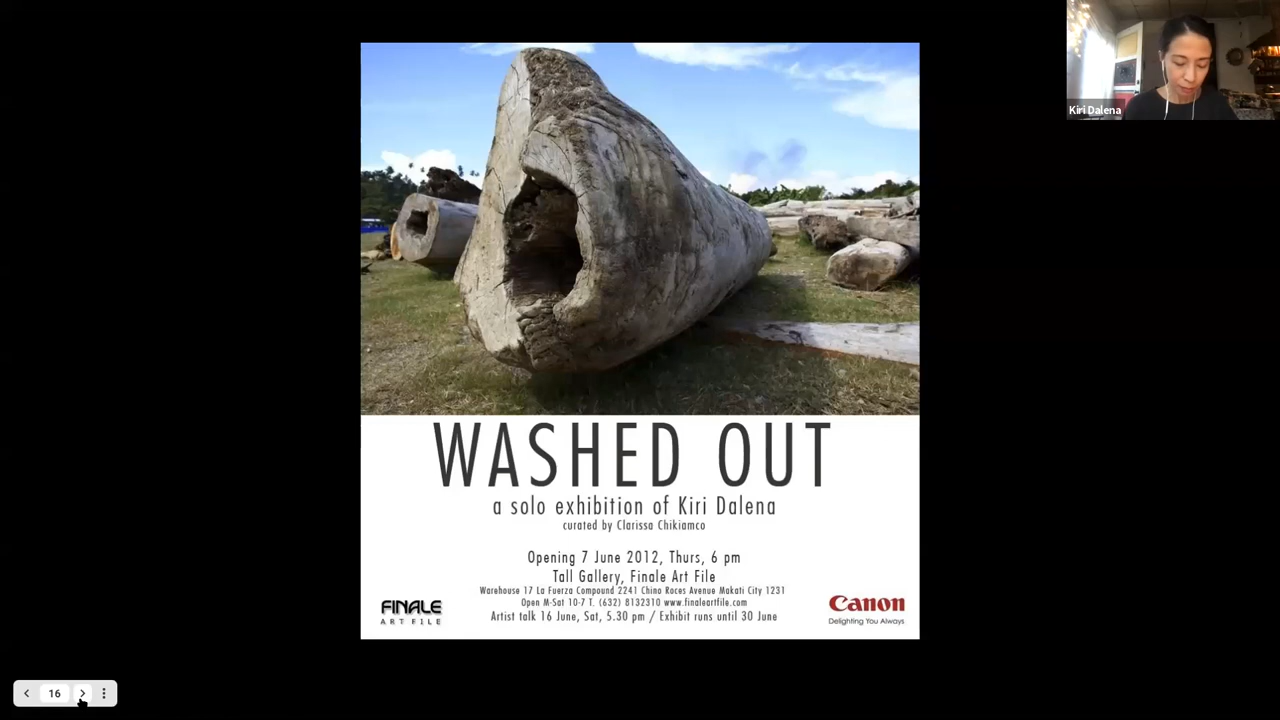 Kiri Dalena
WASHED OUT
a solo exhibition of Kiri Dalena
curated by Clarissa Chikiamco
Opening 7 June 2012, Thurs, 6 pm
Tall Gallery, Finale Art File
Warehouse 17 La Fuerza Compound 2241 Chino Roces Avenue Makati City 1231
Open M-Sat 10-7 T. (632) 8132310 www.finaleartfile.com
Artist talk 16 June, Sat, 5.30 pm / Exhibit runs until 30 June
FINALE
ART FILE
Canon
Delighting You Always
16